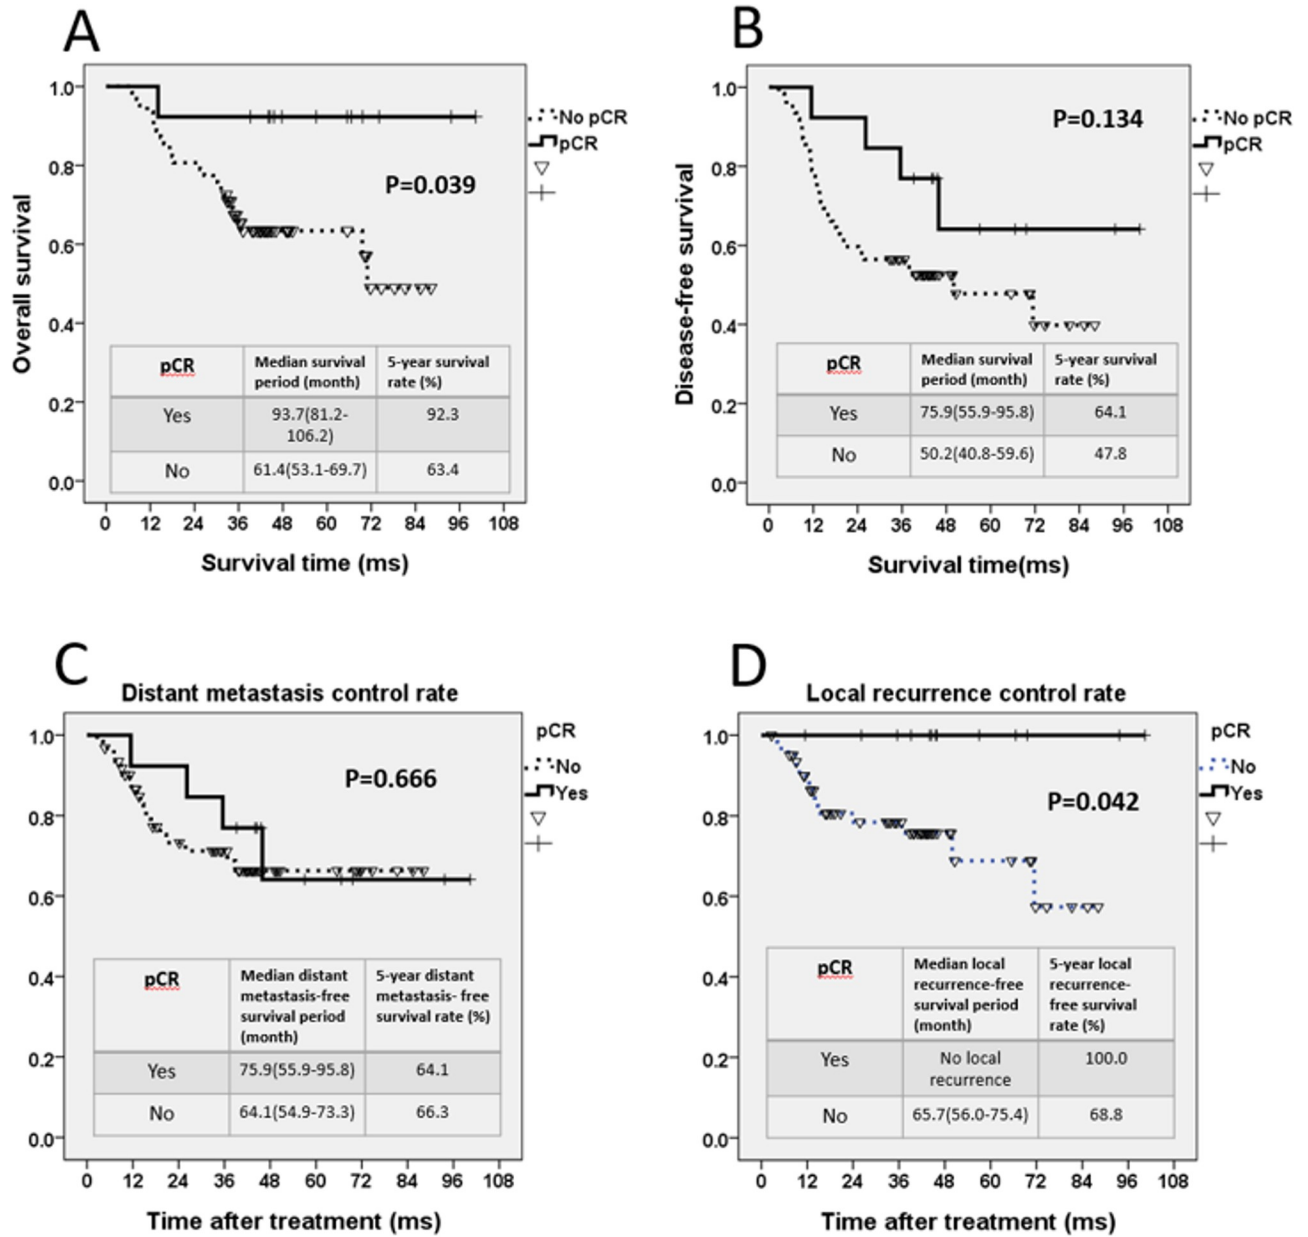 A
1.0
0.8
0.6
0.4
0.2
0.0
Overall survival
P=0.039
No pCR
pCR
pCR
Median survival
period (month)
5-year survival
rate (%)
Yes
93.7(81.2-
106.2)
92.3
No
61.4(53.1-69.7)
63.4
0 12 24 36 48 60 72 84 96 108
Survival time (ms)
B
1.0
0.8
0.6
0.4
0.2
0.0
Disease-free survival
P=0.134
No pCR
pCR
pCR
Median survival
period (month)
5-year survival
rate (%)
Yes
75.9(55.9-95.8)
64.1
No
50.2(40.8-59.6)
47.8
0 12 24 36 48 60 72 84 96 108
Survival time(ms)
C
Distant metastasis control rate
1.0
0.8
0.6
0.4
0.2
0.0
P=0.666
pCR
No
Yes
pCR
Median distant
metastasis-free
survival period
(month)
5-year distant
metastasis- free
survival rate (%)
Yes
75.9(55.9-95.8)
64.1
No
64.1(54.9-73.3)
66.3
0 12 24 36 48 60 72 84 96 108
Time after treatment (ms)
D
Local recurrence control rate
1.0
0.8
0.6
0.4
0.2
0.0
P=0.042
pCR
No
Yes
pCR
Median local
recurrence-free
survival period
(month)
5-year local
recurrence-
free survival
rate (%)
Yes
No local
recurrence
100.0
No
65.7(56.0-75.4)
68.8
0 12 24 36 48 60 72 84 96 108
Time after treatment (ms)